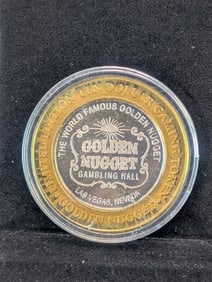 LIMITED EDITION TEN DOLLAR GAMING TOKEN
GOLDEN NUGGET
THE WORLD FAMOUS GOLDEN NUGGET
GOLDEN
NUGGET
GAMBLING HALL
LAS VEGAS, NEVADA